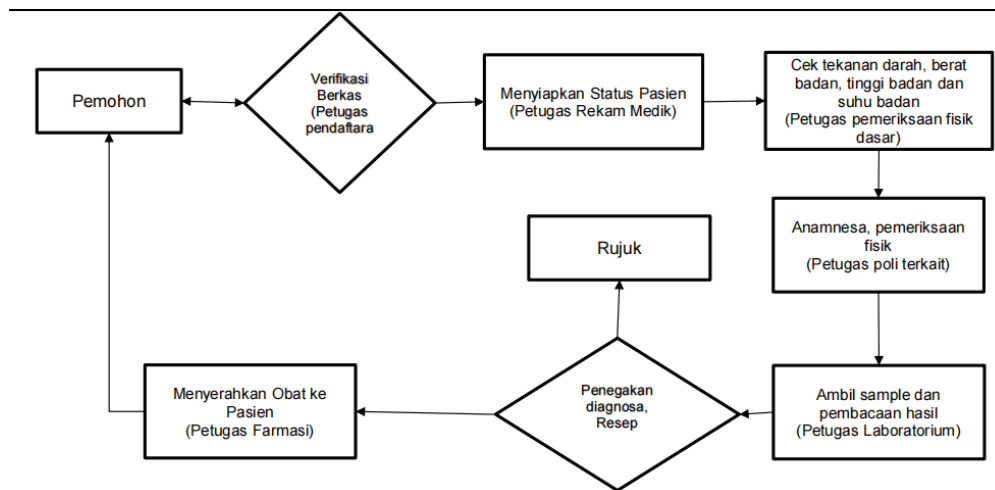 Pemohon
Verifikasi
Berkas
(Petugas
pendaftara
Menyiapkan Status Pasien
(Petugas Rekam Medik)
Cek tekanan darah, berat
badan, tinggi badan dan
suhu badan
(Petugas pemeriksaan fisik
dasar)
Anamnesa, pemeriksaan
fisik
(Petugas poli terkait)
Rujuk
Ambil sample dan
pembacaan hasil
(Petugas Laboratorium)
Penegakan
diagnosa,
Resep
Menyerahkan Obat ke
Pasien
(Petugas Farmasi)